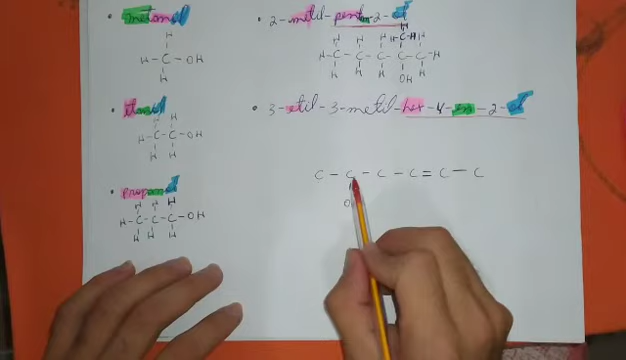 • metanol
H
H-C-OH
H
• etanol
H H
H-C-C-OH
H H
• propanol
H H H
H-C-C-C-OH
H H H
• 2-metil-pentan-2-ol
H
H H H H-C-H H
H-C-C-C-C-C-H
H H H OH H
• 3-etil-3-metil-hex-4-en-2-ol
C-C-C-C=C-C
O